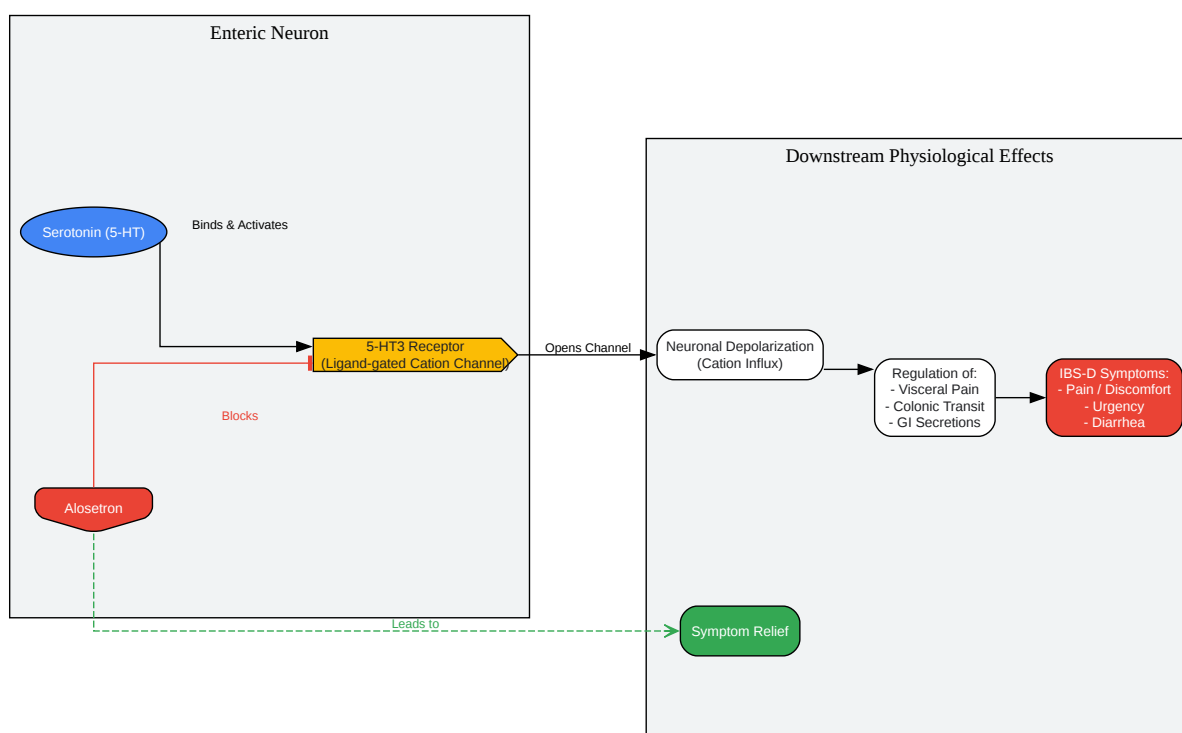 Enteric Neuron
Downstream Physiological Effects
Serotonin (5-HT)
Binds & Activates
5-HT3 Receptor
(Ligand-gated Cation Channel)
Opens Channel
Neuronal Depolarization
(Cation Influx)
Regulation of:
- Visceral Pain
- Colonic Transit
- GI Secretions
IBS-D Symptoms:
- Pain / Discomfort
- Urgency
- Diarrhea
Blocks
Alosetron
Leads to
Symptom Relief